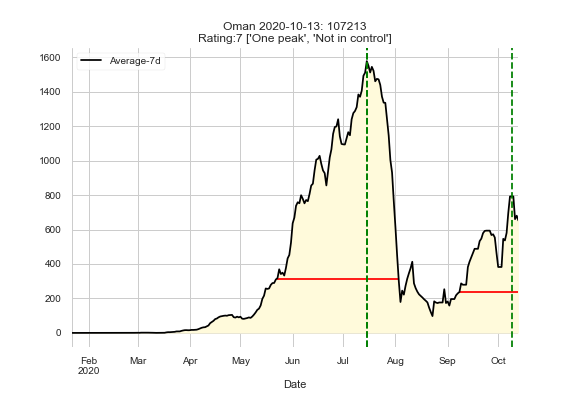 Oman 2020-10-13: 107213
Rating:7 ['One peak', 'Not in control']
Average-7d
1600
1400
1200
1000
800
600
400
200
0
Feb Mar Apr May Jun Jul Aug Sep Oct
2020
Date